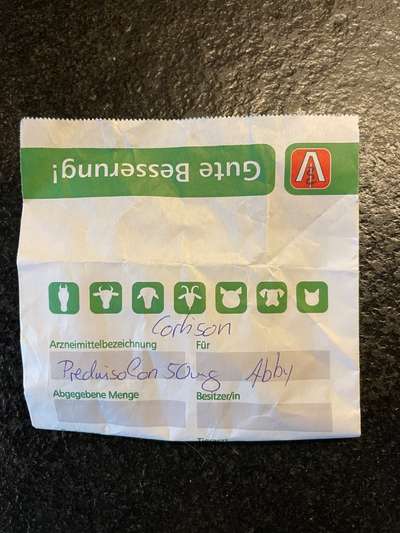 Gute Besserung!
V
Cortison
Arzneimittelbezeichnung Für
Prednisolon 50mg Abby
Abgegebene Menge Besitzer/in